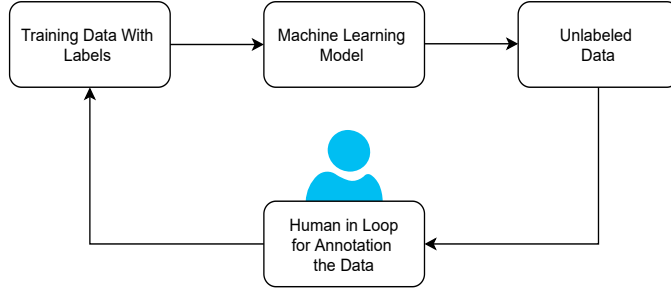 Training Data With
Labels
Machine Learning
Model
Unlabeled
Data
Human in Loop
for Annotation
the Data